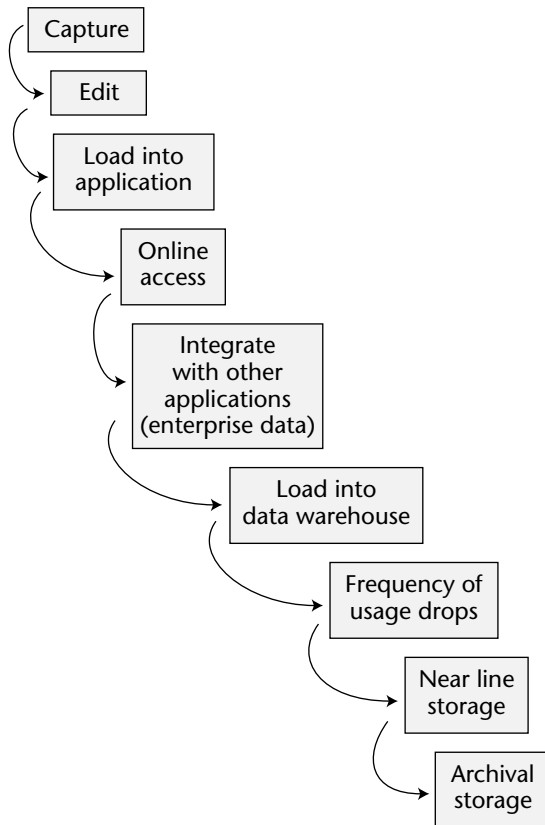 Capture
Edit
Load into
application
Online
access
Integrate
with other
applications
(enterprise data)
Load into
data warehouse
Frequency of
usage drops
Near line
storage
Archival
storage